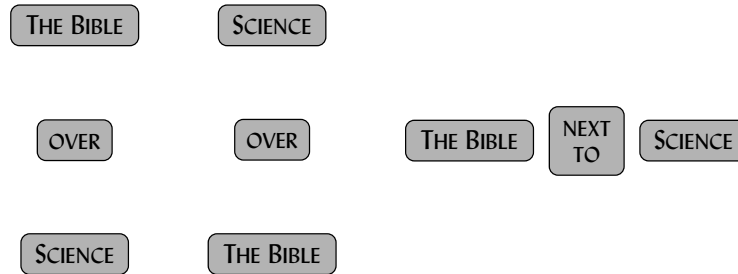 The Bible
over
Science
Science
over
The Bible
The Bible
next
to
Science